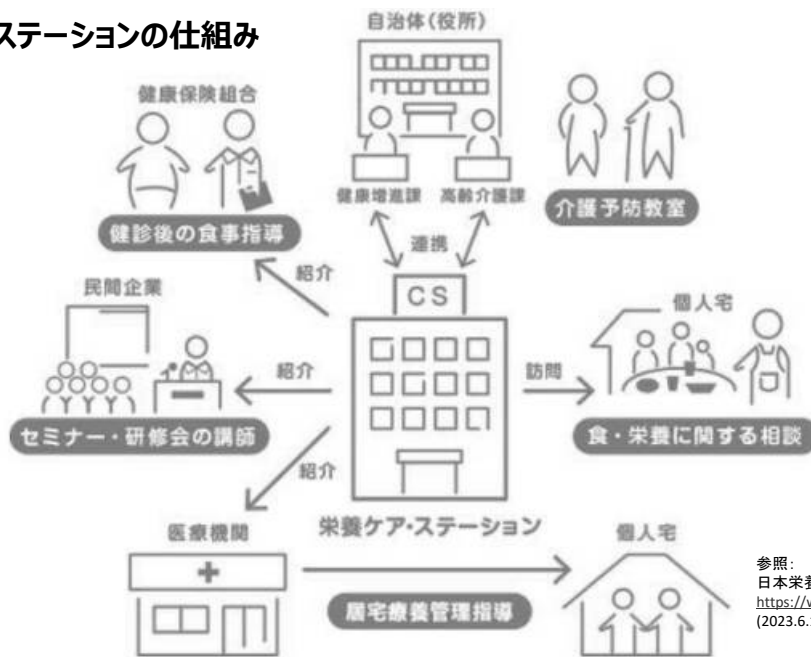 ステーションの仕組み
自治体（役所）
健康保険組合
健康増進課
高齢介護課
介護予防教室
健診後の食事指導
連携
紹介
CS
民間企業
個人宅
紹介
訪問
セミナー・研修会の講師
食・栄養に関する相談
紹介
医療機関
栄養ケア・ステーション
個人宅
居宅療養管理指導
参照：
日本栄養
https://w
(2023.6.